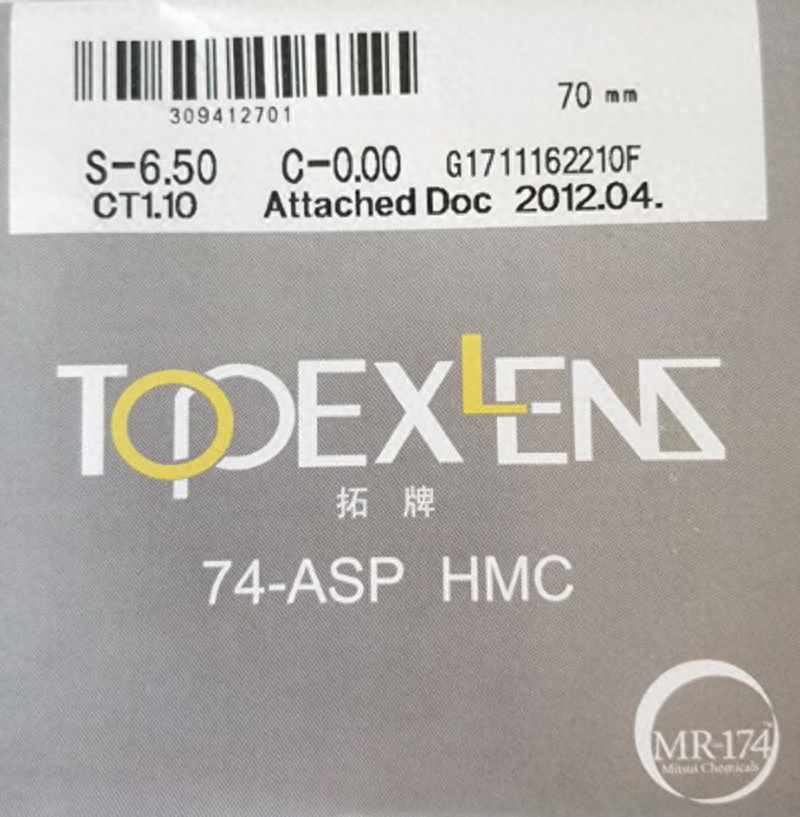 309412701
70 mm
S-6.50 C-0.00 G1711162210F
CT1.10 Attached Doc 2012.04.
TOPEXLENS
拓牌
74-ASP HMC
MR-174™
Mitsui Chemicals